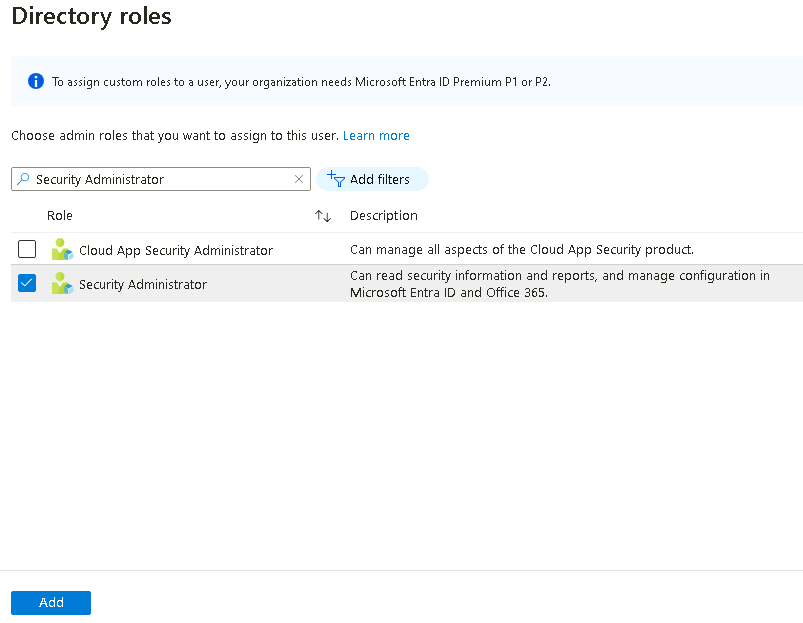 Directory roles
To assign custom roles to a user, your organization needs Microsoft Entra ID Premium P1 or P2.
Choose admin roles that you want to assign to this user. Learn more
Security Administrator
Add filters
Role
Description
Cloud App Security Administrator
Can manage all aspects of the Cloud App Security product.
Security Administrator
Can read security information and reports, and manage configuration in
Microsoft Entra ID and Office 365.
Add